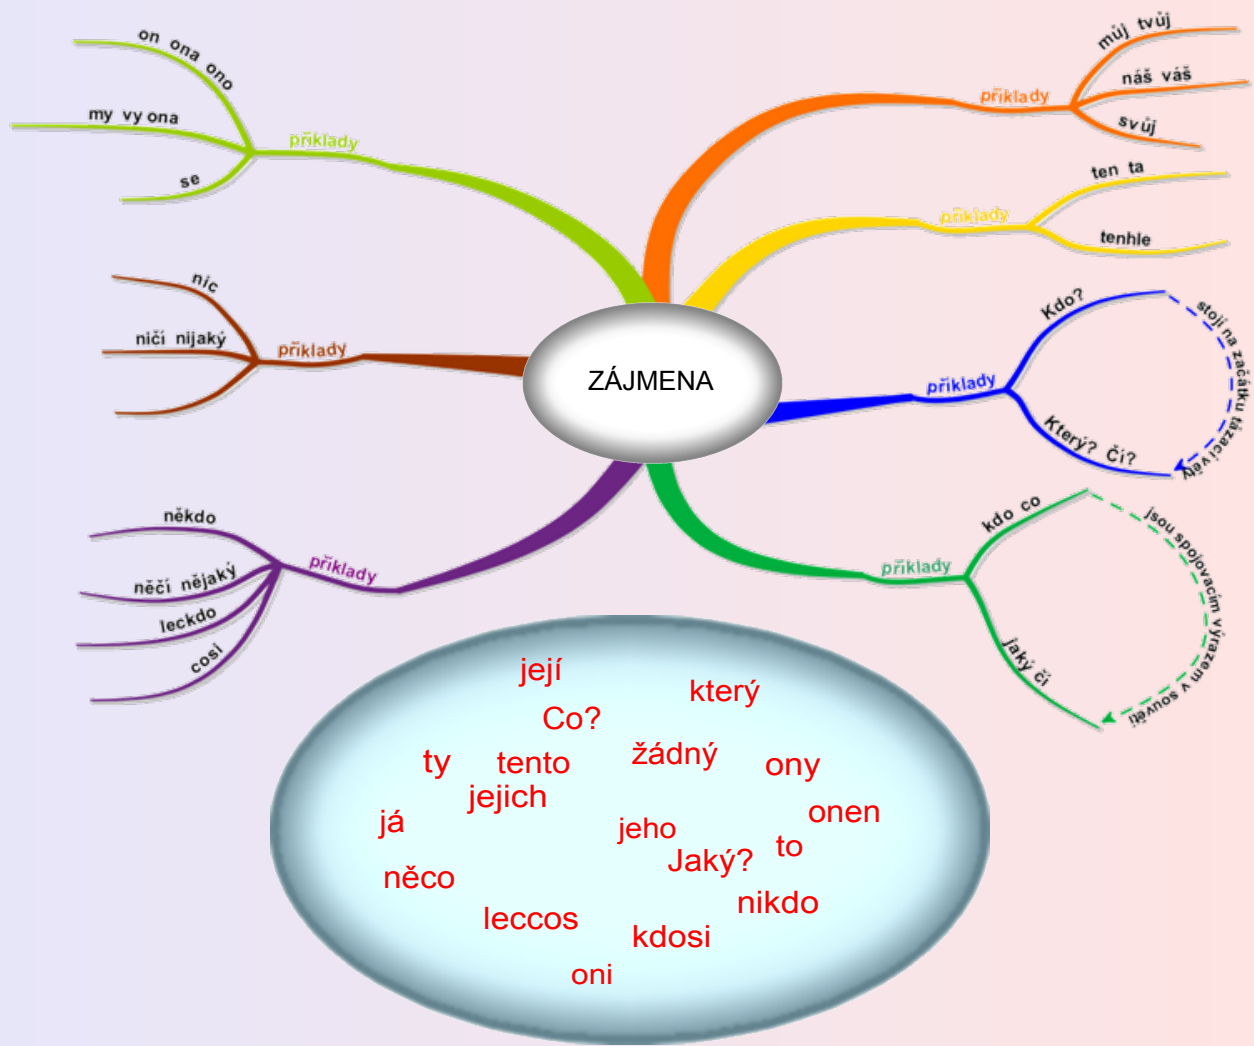 on ona ono
my vy ona
se
příklady
nic
ničí nijaký
příklady
někdo
něčí nějaký
leckdo
cosi
příklady
ZÁJMENA
příklady
můj tvůj
náš váš
svůj
příklady
ten ta
tenhle
příklady
Kdo?
Který? Čí?
stojí na začátku tázací věty
příklady
kdo co
jaký čí
jsou spojovacím výrazem v souvětí
její
který
Co?
ty
tento
žádný
ony
jejich
já
jeho
onen
Jaký?
to
něco
nikdo
leccos
kdosi
oni